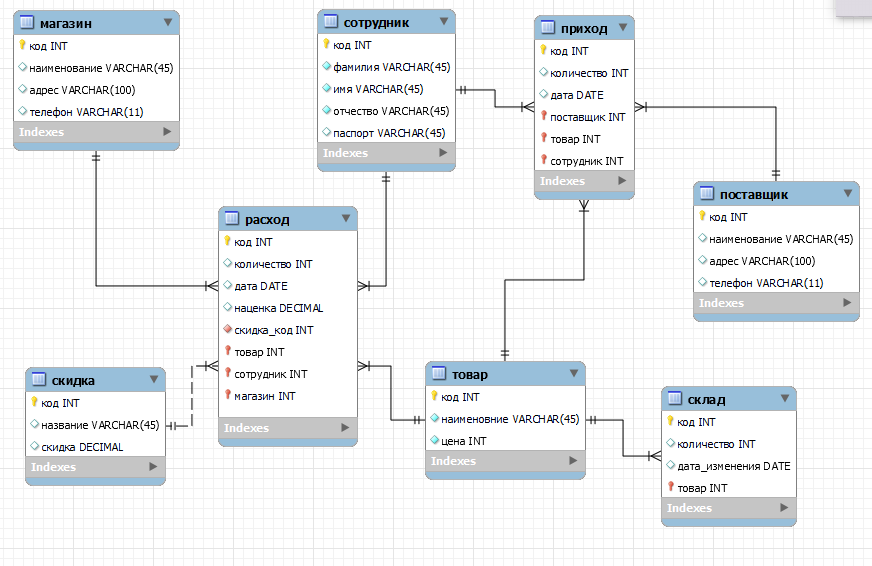 магазин
код INT
наименование VARCHAR(45)
адрес VARCHAR(100)
телефон VARCHAR(11)
Indexes
сотрудник
код INT
фамилия VARCHAR(45)
имя VARCHAR(45)
отчество VARCHAR(45)
паспорт VARCHAR(45)
Indexes
приход
код INT
количество INT
дата DATE
поставщик INT
товар INT
сотрудник INT
Indexes
поставщик
код INT
наименование VARCHAR(45)
адрес VARCHAR(100)
телефон VARCHAR(11)
Indexes
расход
код INT
количество INT
дата DATE
наценка DECIMAL
скидка_код INT
товар INT
сотрудник INT
магазин INT
Indexes
скидка
код INT
название VARCHAR(45)
скидка DECIMAL
Indexes
товар
код INT
наименовние VARCHAR(45)
цена INT
Indexes
склад
код INT
количество INT
дата_изменения DATE
товар INT
Indexes